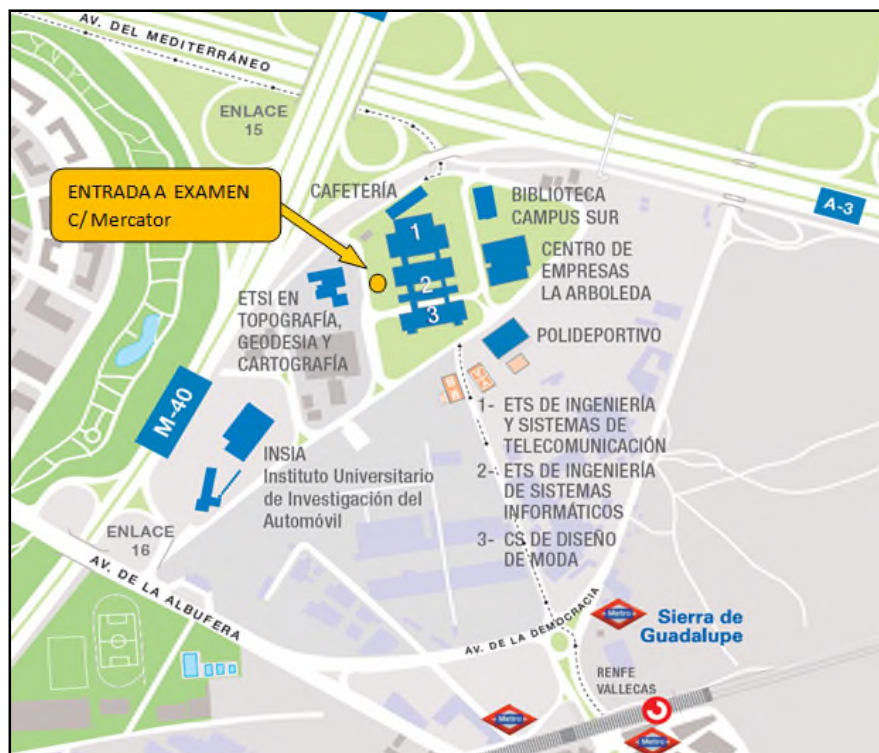 AV. DEL MEDITERRÁNEO
ENLACE
15
ENTRADA A EXAMEN
C/ Mercator
CAFETERÍA
BIBLIOTECA
CAMPUS SUR
A-3
1
2
3
CENTRO DE
EMPRESAS
LA ARBOLEDA
ETSI EN
TOPOGRAFÍA,
GEODESIA Y
CARTOGRAFÍA
POLIDEPORTIVO
M-40
1- ETS DE INGENIERÍA
Y SISTEMAS DE
TELECOMUNICACIÓN
2- ETS DE INGENIERÍA
DE SISTEMAS
INFORMÁTICOS
3- CS DE DISEÑO
DE MODA
INSIA
Instituto Universitario
de Investigación del
Automóvil
ENLACE
16
AV. DE LA ALBUFERA
AV. DE LA DEMOCRACIA
Metro
Sierra de
Guadalupe
RENFE
VALLECAS
Metro
Metro